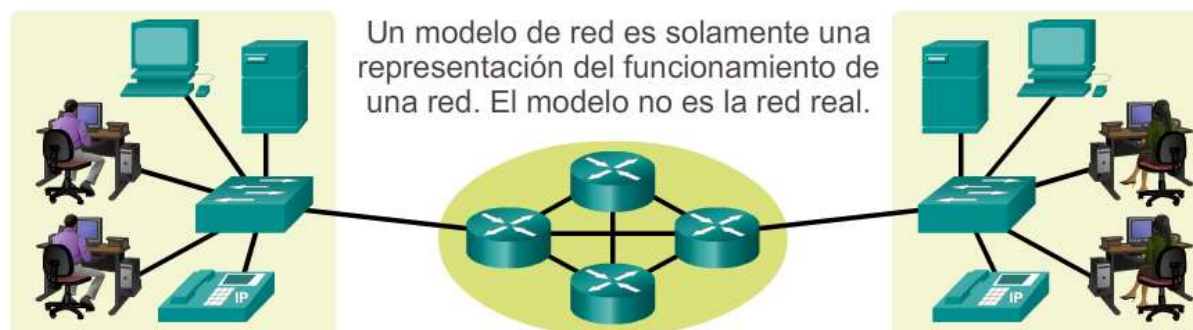 Un modelo de red es solamente una
representación del funcionamiento de
una red. El modelo no es la red real.
IP
IP